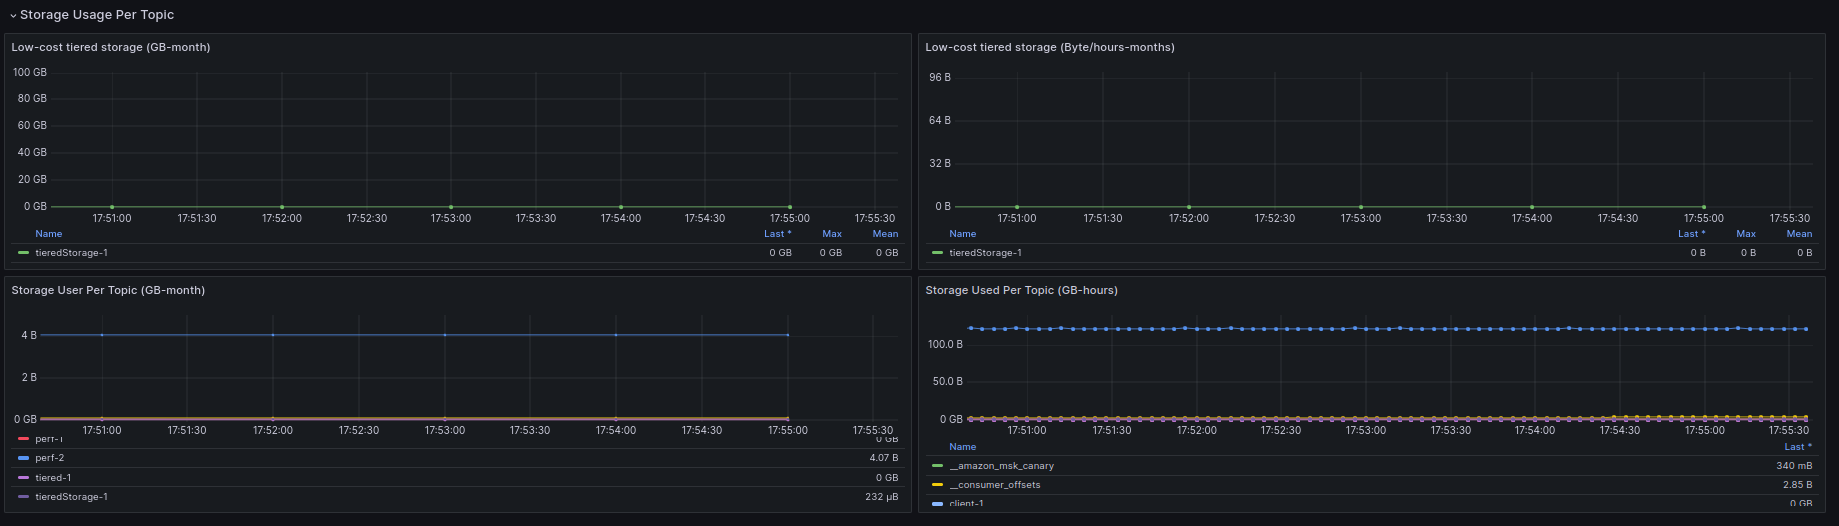 Storage Usage Per Topic
Low-cost tiered storage (GB-month)
100 GB
80 GB
60 GB
40 GB
20 GB
0 GB
17:51:00 17:51:30 17:52:00 17:52:30 17:53:00 17:53:30 17:54:00 17:54:30 17:55:00 17:55:30
Name Last * Max Mean
tieredStorage-1 0 GB 0 GB 0 GB
Low-cost tiered storage (Byte/hours-months)
96 B
64 B
32 B
0 B
17:51:00 17:51:30 17:52:00 17:52:30 17:53:00 17:53:30 17:54:00 17:54:30 17:55:00 17:55:30
Name Last * Max Mean
tieredStorage-1 0 B 0 B 0 B
Storage User Per Topic (GB-month)
4 B
2 B
0 GB
17:51:00 17:51:30 17:52:00 17:52:30 17:53:00 17:53:30 17:54:00 17:54:30 17:55:00 17:55:30
perf-1 0 GB
perf-2 4.07 B
tiered-1 0 GB
tieredStorage-1 232 µB
Storage Used Per Topic (GB-hours)
100.0 B
50.0 B
0 GB
17:51:00 17:51:30 17:52:00 17:52:30 17:53:00 17:53:30 17:54:00 17:54:30 17:55:00 17:55:30
Name Last *
__amazon_msk_canary 340 mB
__consumer_offsets 2.85 B
client-1 0 GB